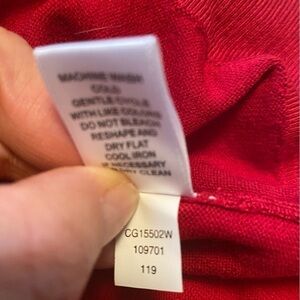 MACHINE WASH
COLD
GENTLE CYCLE
WITH LIKE COLORS
DO NOT BLEACH
RESHAPE AND
DRY FLAT
COOL IRON
IF NECESSARY
DRY CLEAN
CG15502W
109701
119